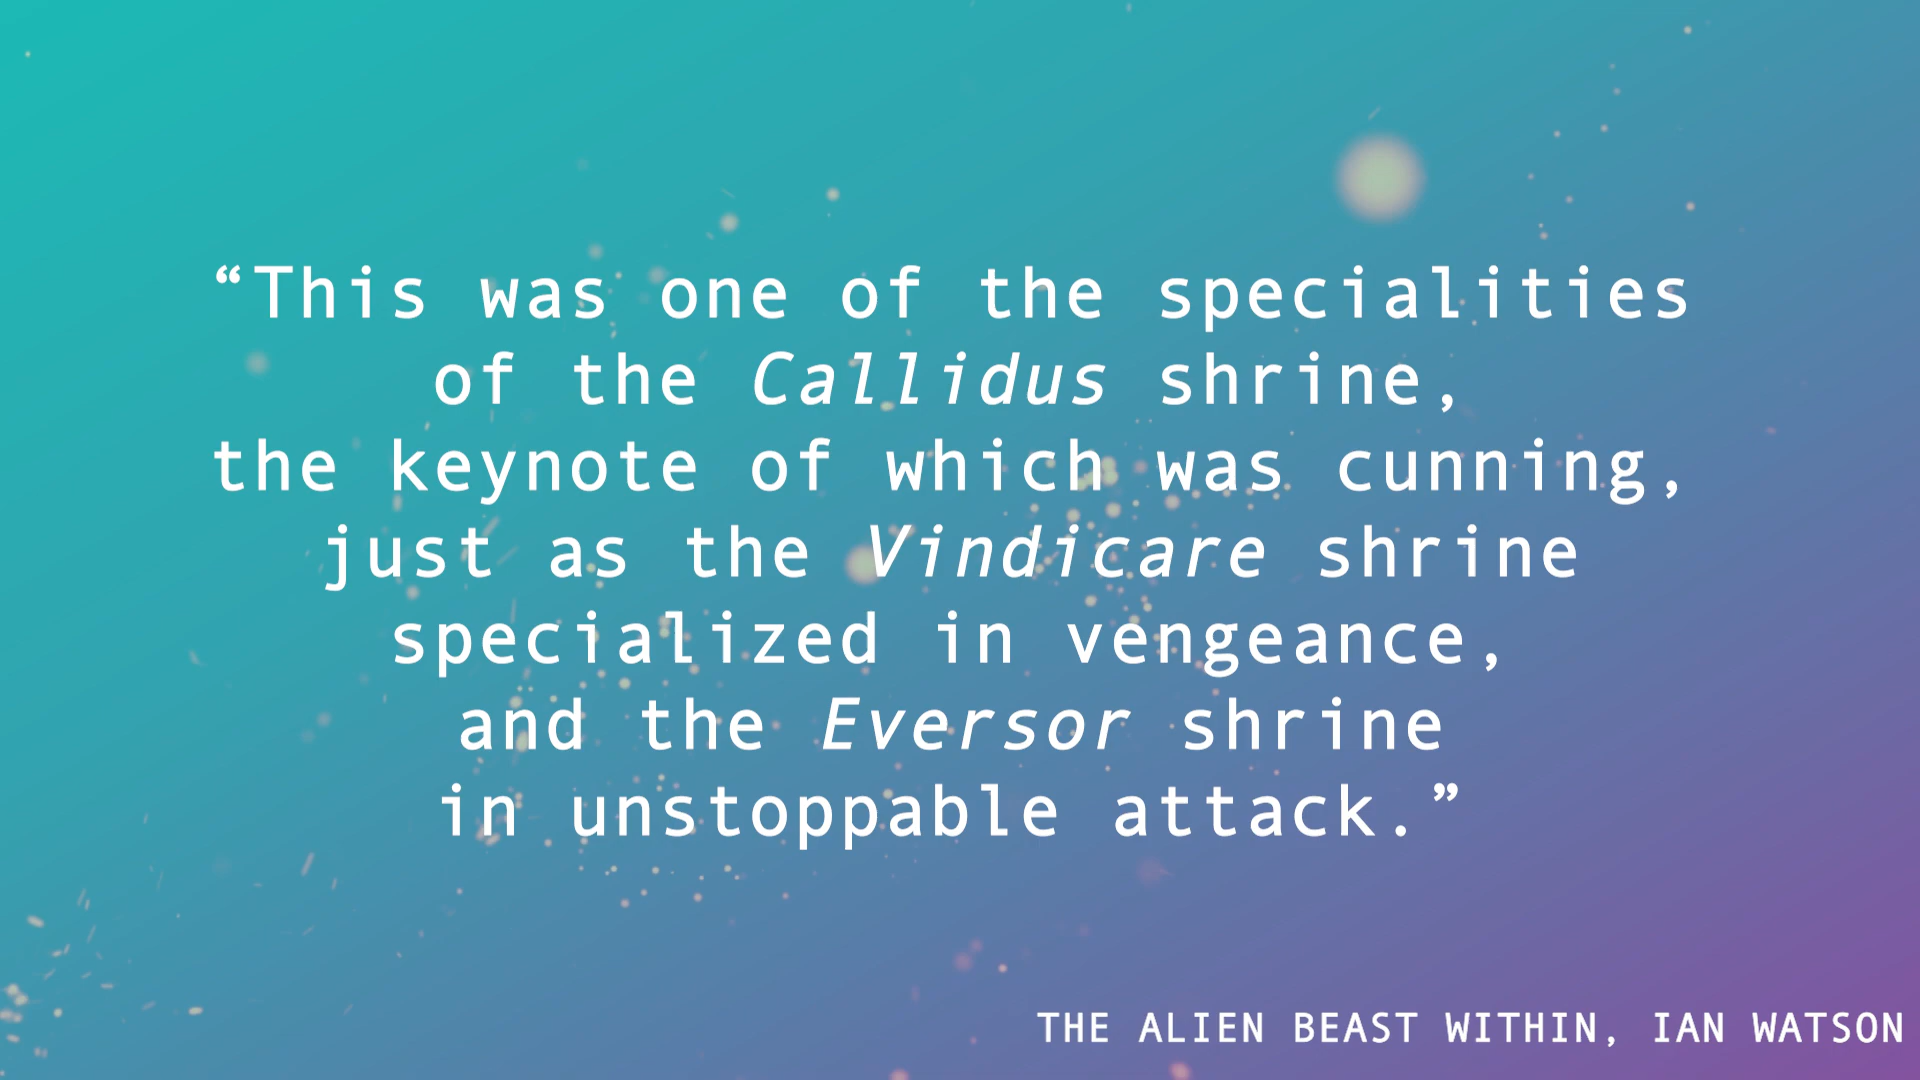 “This was one of the specialities
of the Callidus shrine,
the keynote of which was cunning,
just as the Vindicare shrine
specialized in vengeance,
and the Eversor shrine
in unstoppable attack.”
THE ALIEN BEAST WITHIN, IAN WATSON